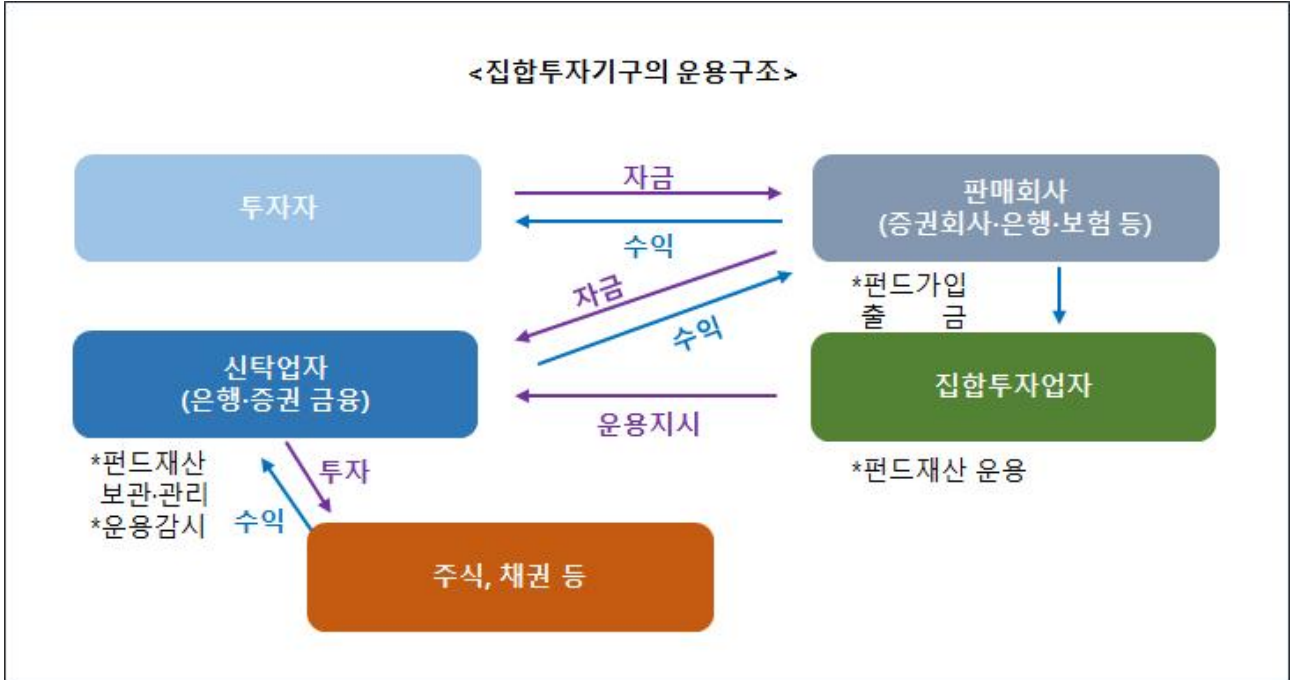 <집합투자기구의 운용구조>
투자자
자금
수익
판매회사
(증권회사·은행·보험 등)
자금
수익
*펀드가입
출 금
신탁업자
(은행·증권 금융)
운용지시
집합투자업자
*펀드재산
보관·관리
*운용감시
투자
수익
*펀드재산 운용
주식, 채권 등